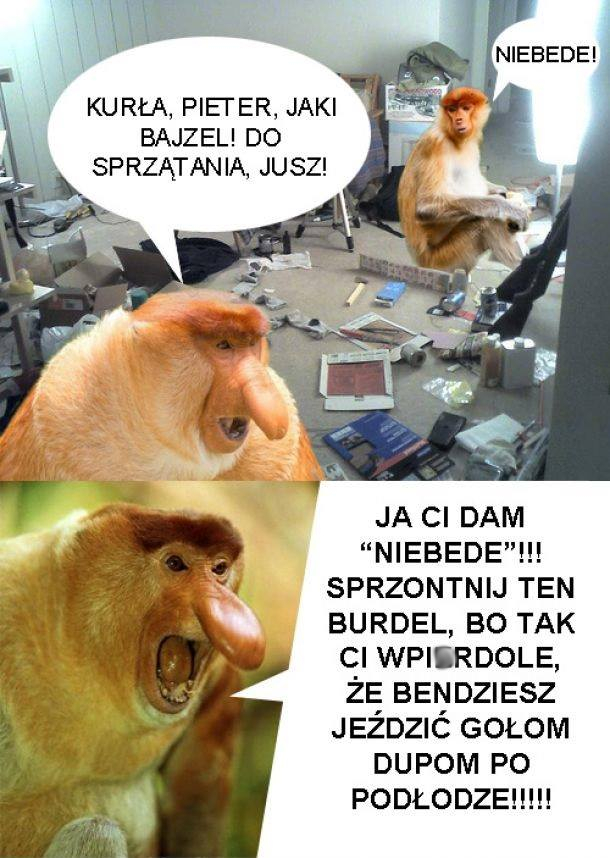 NIEBEDE!
KURŁA, PIETER, JAKI
BAJZEL! DO
SPRZĄTANIA, JUSZ!
JA CI DAM
“NIEBEDE”!!!
SPRZONTNIJ TEN
BURDEL, BO TAK
CI
ŻE BENDZIESZ
JEŹDZIĆ GOŁOM
DUPOM PO
PODŁODZE!!!!!